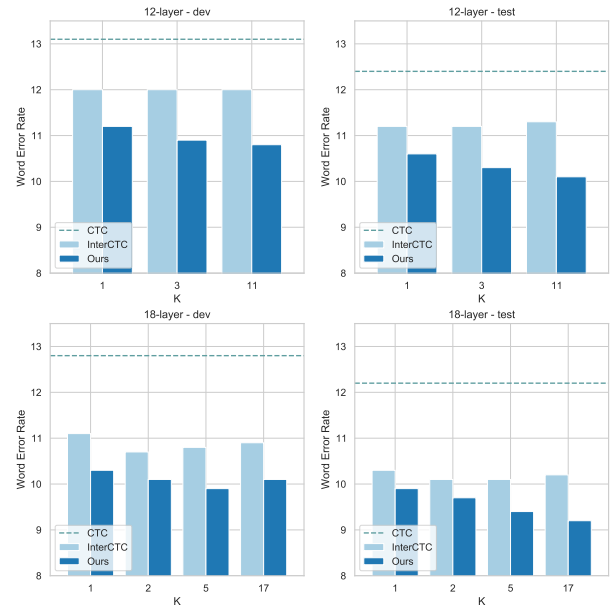 12-layer - dev
13
12
11
10
9
8
Word Error Rate
CTC
InterCTC
Ours
1 3 11
K
12-layer - test
13
12
11
10
9
8
Word Error Rate
CTC
InterCTC
Ours
1 3 11
K
18-layer - dev
13
12
11
10
9
8
Word Error Rate
CTC
InterCTC
Ours
1 2 5 17
K
18-layer - test
13
12
11
10
9
8
Word Error Rate
CTC
InterCTC
Ours
1 2 5 17
K